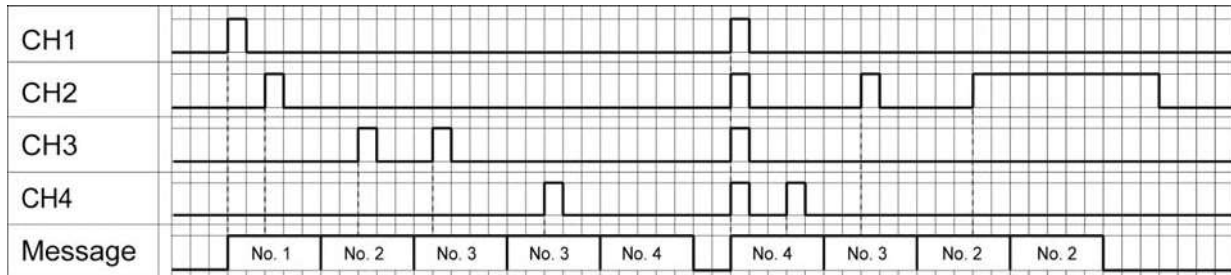 CH1
CH2
CH3
CH4
Message No. 1 No. 2 No. 3 No. 3 No. 4 No. 4 No. 3 No. 2 No. 2